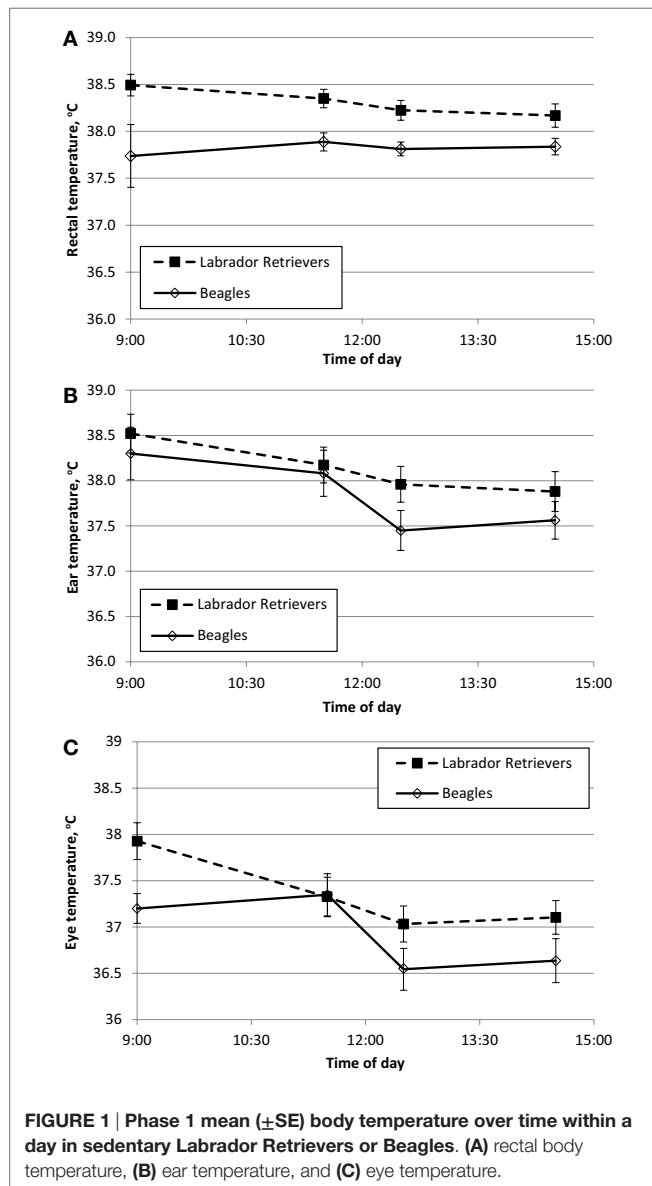 A
39.0
38.5
38.0
37.5
37.0
36.5
36.0
Rectal temperature, °C
Labrador Retrievers
Beagles
9:00 10:30 12:00 13:30 15:00
Time of day
B
39.0
38.5
38.0
37.5
37.0
36.5
36.0
Ear temperature, °C
Labrador Retrievers
Beagles
9:00 10:30 12:00 13:30 15:00
Time of day
C
39
38.5
38
37.5
37
36.5
36
Eye temperature, °C
Labrador Retrievers
Beagles
9:00 10:30 12:00 13:30 15:00
Time of day
FIGURE 1 | Phase 1 mean (±SE) body temperature over time within a
day in sedentary Labrador Retrievers or Beagles. (A) rectal body
temperature, (B) ear temperature, and (C) eye temperature.